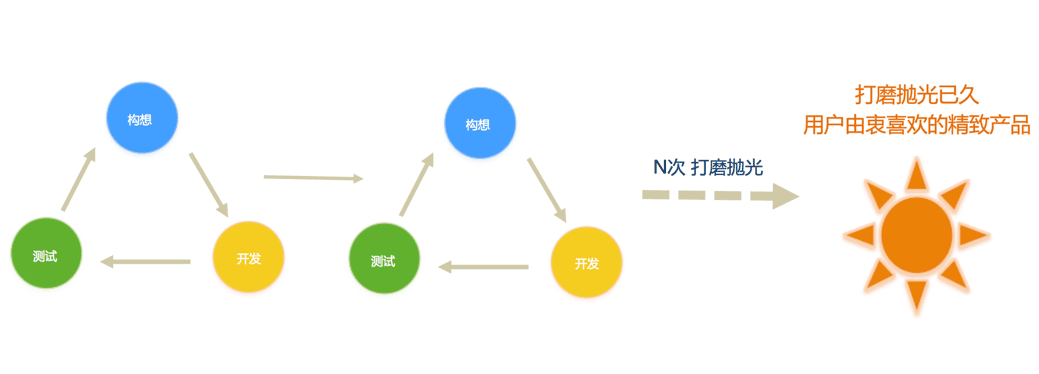 构想
测试
开发
构想
测试
开发
N次 打磨抛光
打磨抛光已久
用户由衷喜欢的精致产品